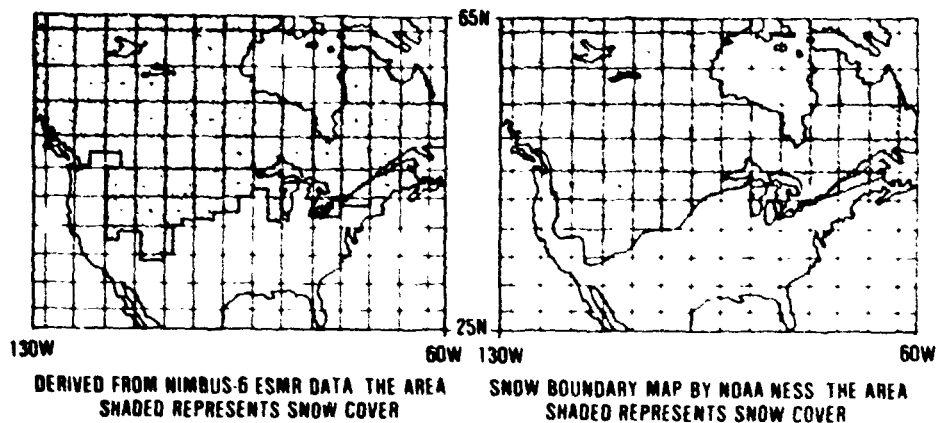 65N
25N
130W
60W
130W
60W
DERIVED FROM NIMBUS-6 ESMR DATA THE AREA
SHADED REPRESENTS SNOW COVER
SNOW BOUNDARY MAP BY NOAA NESS THE AREA
SHADED REPRESENTS SNOW COVER